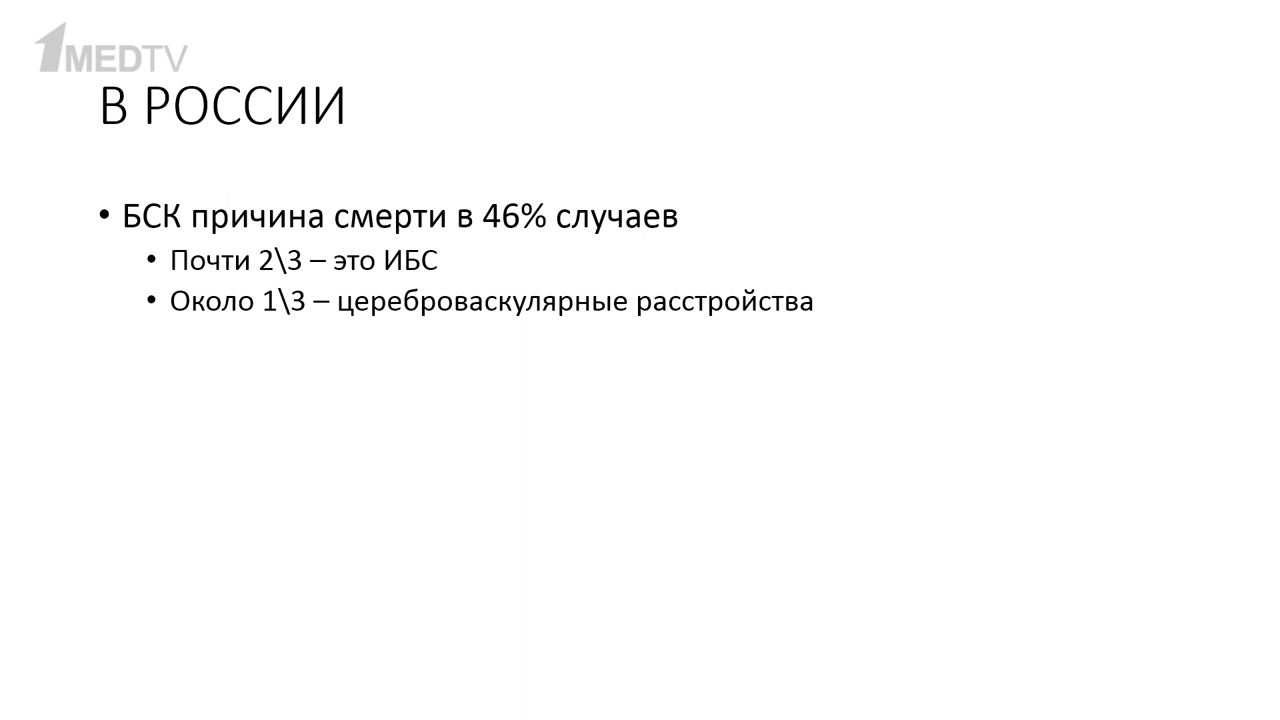 1MEDTV
В РОССИИ
• БСК причина смерти в 46% случаев
• Почти 2\3 – это ИБС
• Около 1\3 – цереброваскулярные расстройства